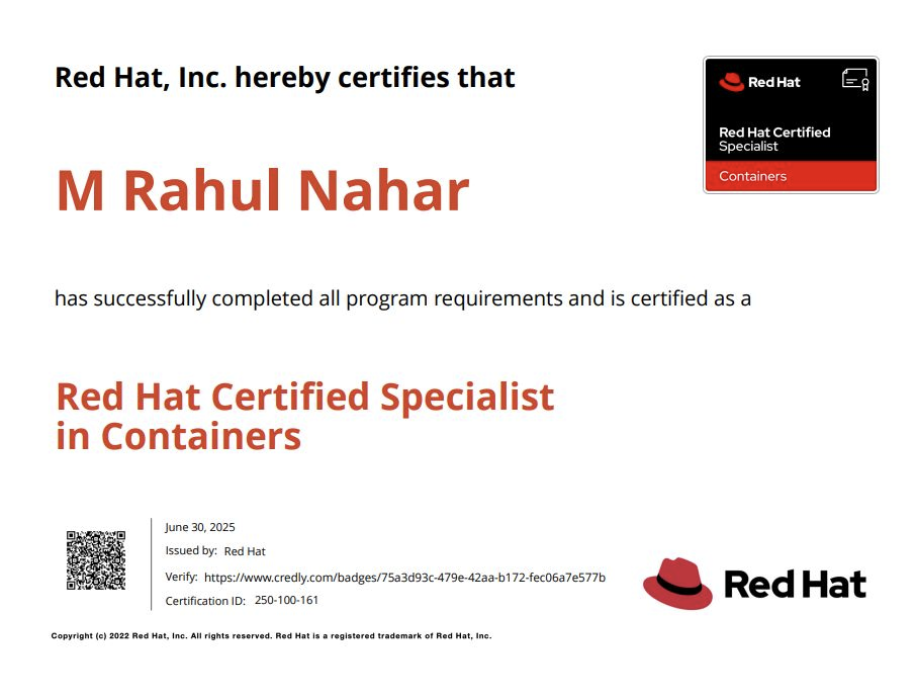 Red Hat, Inc. hereby certifies that
Red Hat
Red Hat Certified
Specialist
Containers
M Rahul Nahar
has successfully completed all program requirements and is certified as a
Red Hat Certified Specialist
in Containers
June 30, 2025
Issued by: Red Hat
Verify: https://www.credly.com/badges/75a3d93c-479e-42aa-b172-fec06a7e577b
Certification ID: 250-100-161
Red Hat
Copyright (c) 2022 Red Hat, Inc. All rights reserved. Red Hat is a registered trademark of Red Hat, Inc.